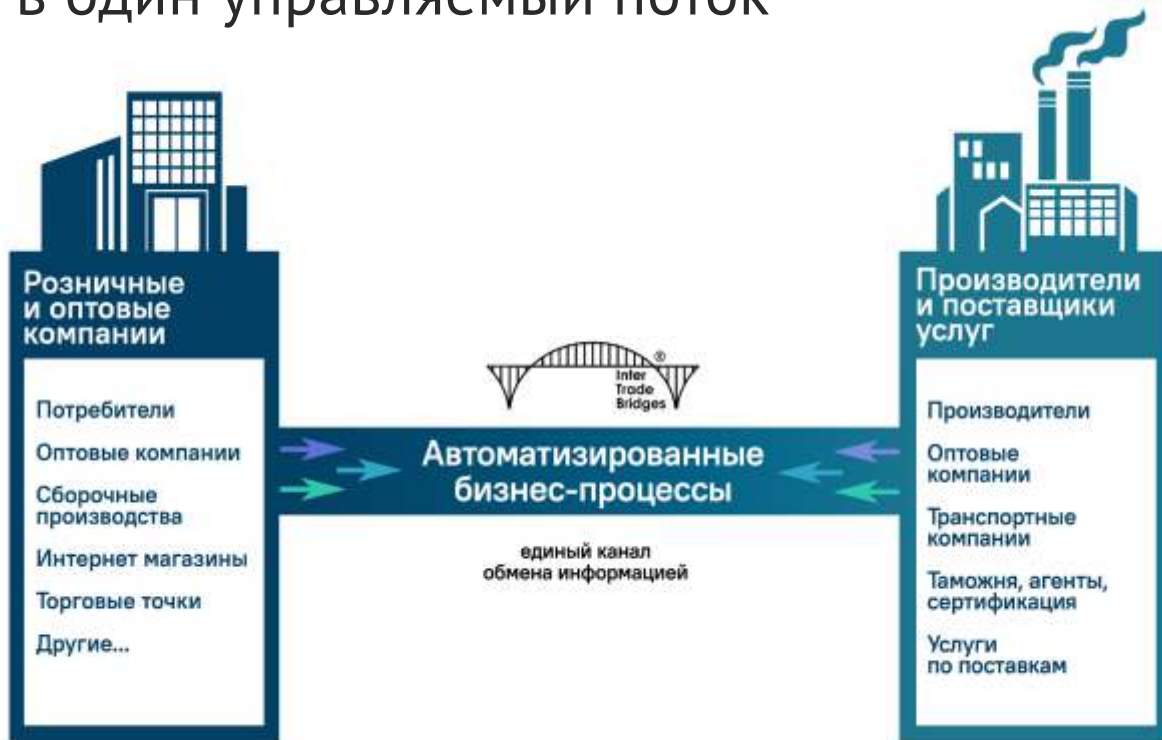 в один управляемый поток
Розничные
и оптовые
компании
Потребители
Оптовые компании
Сборочные
производства
Интернет магазины
Торговые точки
Другие...
®
Inter
Trade
Bridges
Автоматизированные
бизнес-процессы
единый канал
обмена информацией
Производители
и поставщики
услуг
Производители
Оптовые
компании
Транспортные
компании
Таможня, агенты,
сертификация
Услуги
по поставкам